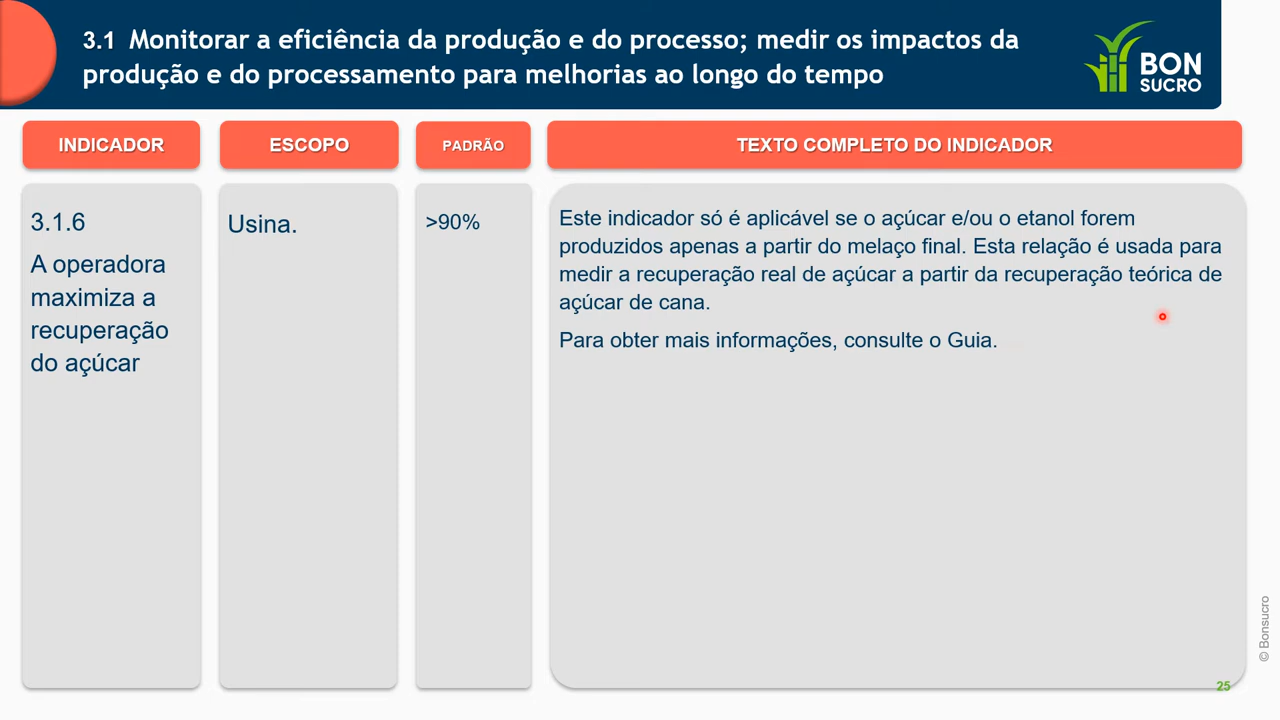 3.1 Monitorar a eficiência da produção e do processo; medir os impactos da
produção e do processamento para melhorias ao longo do tempo
BON
SUCRO
INDICADOR
ESCOPO
PADRÃO
TEXTO COMPLETO DO INDICADOR
3.1.6
A operadora
maximiza a
recuperação
do açúcar
Usina.
>90%
Este indicador só é aplicável se o açúcar e/ou o etanol forem
produzidos apenas a partir do melaço final. Esta relação é usada para
medir a recuperação real de açúcar a partir da recuperação teórica de
açúcar de cana.
Para obter mais informações, consulte o Guia.
© Bonsucro
25